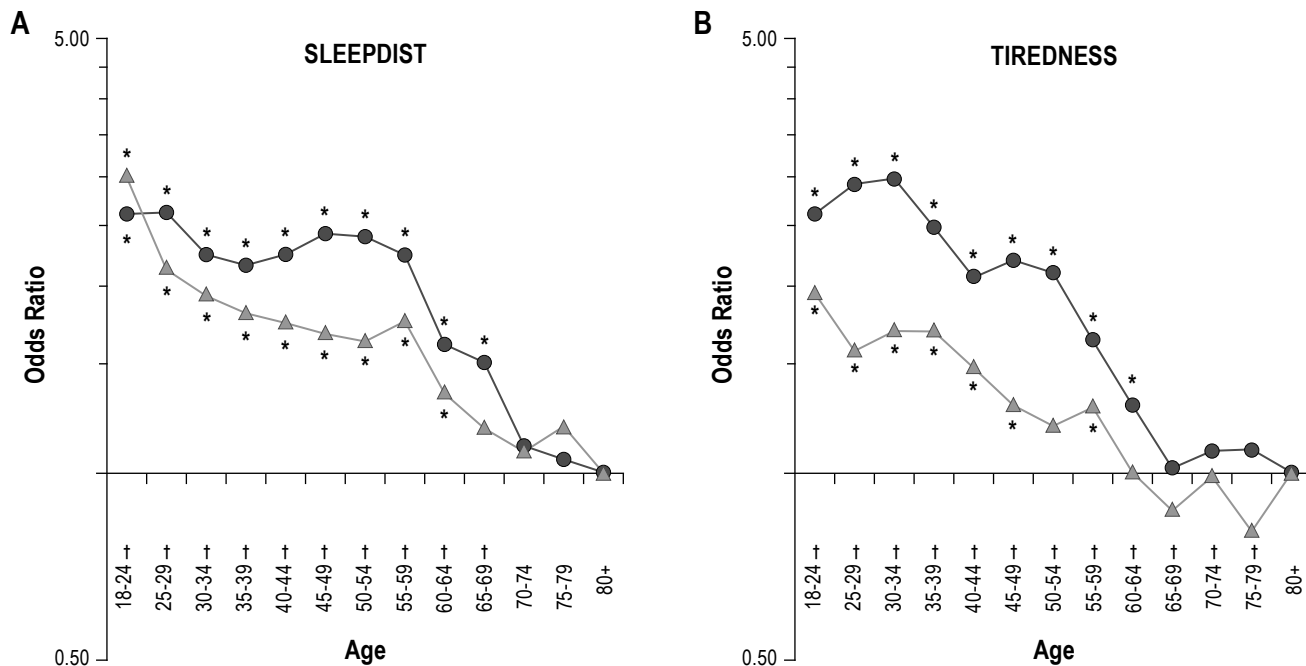 A
SLEEPDIST
5.00
Odds Ratio
* * * * * * * * * *
* * * * * * * * *
18-24 † 25-29 † 30-34 † 35-39 † 40-44 † 45-49 † 50-54 † 55-59 † 60-64 † 65-69 † 70-74 75-79 80+
0.50
Age
B
TIREDNESS
5.00
Odds Ratio
* * * * * * * * *
* * * * * * *
18-24 † 25-29 † 30-34 † 35-39 † 40-44 † 45-49 † 50-54 † 55-59 † 60-64 † 65-69 † 70-74 † 75-79 † 80+
0.50
Age